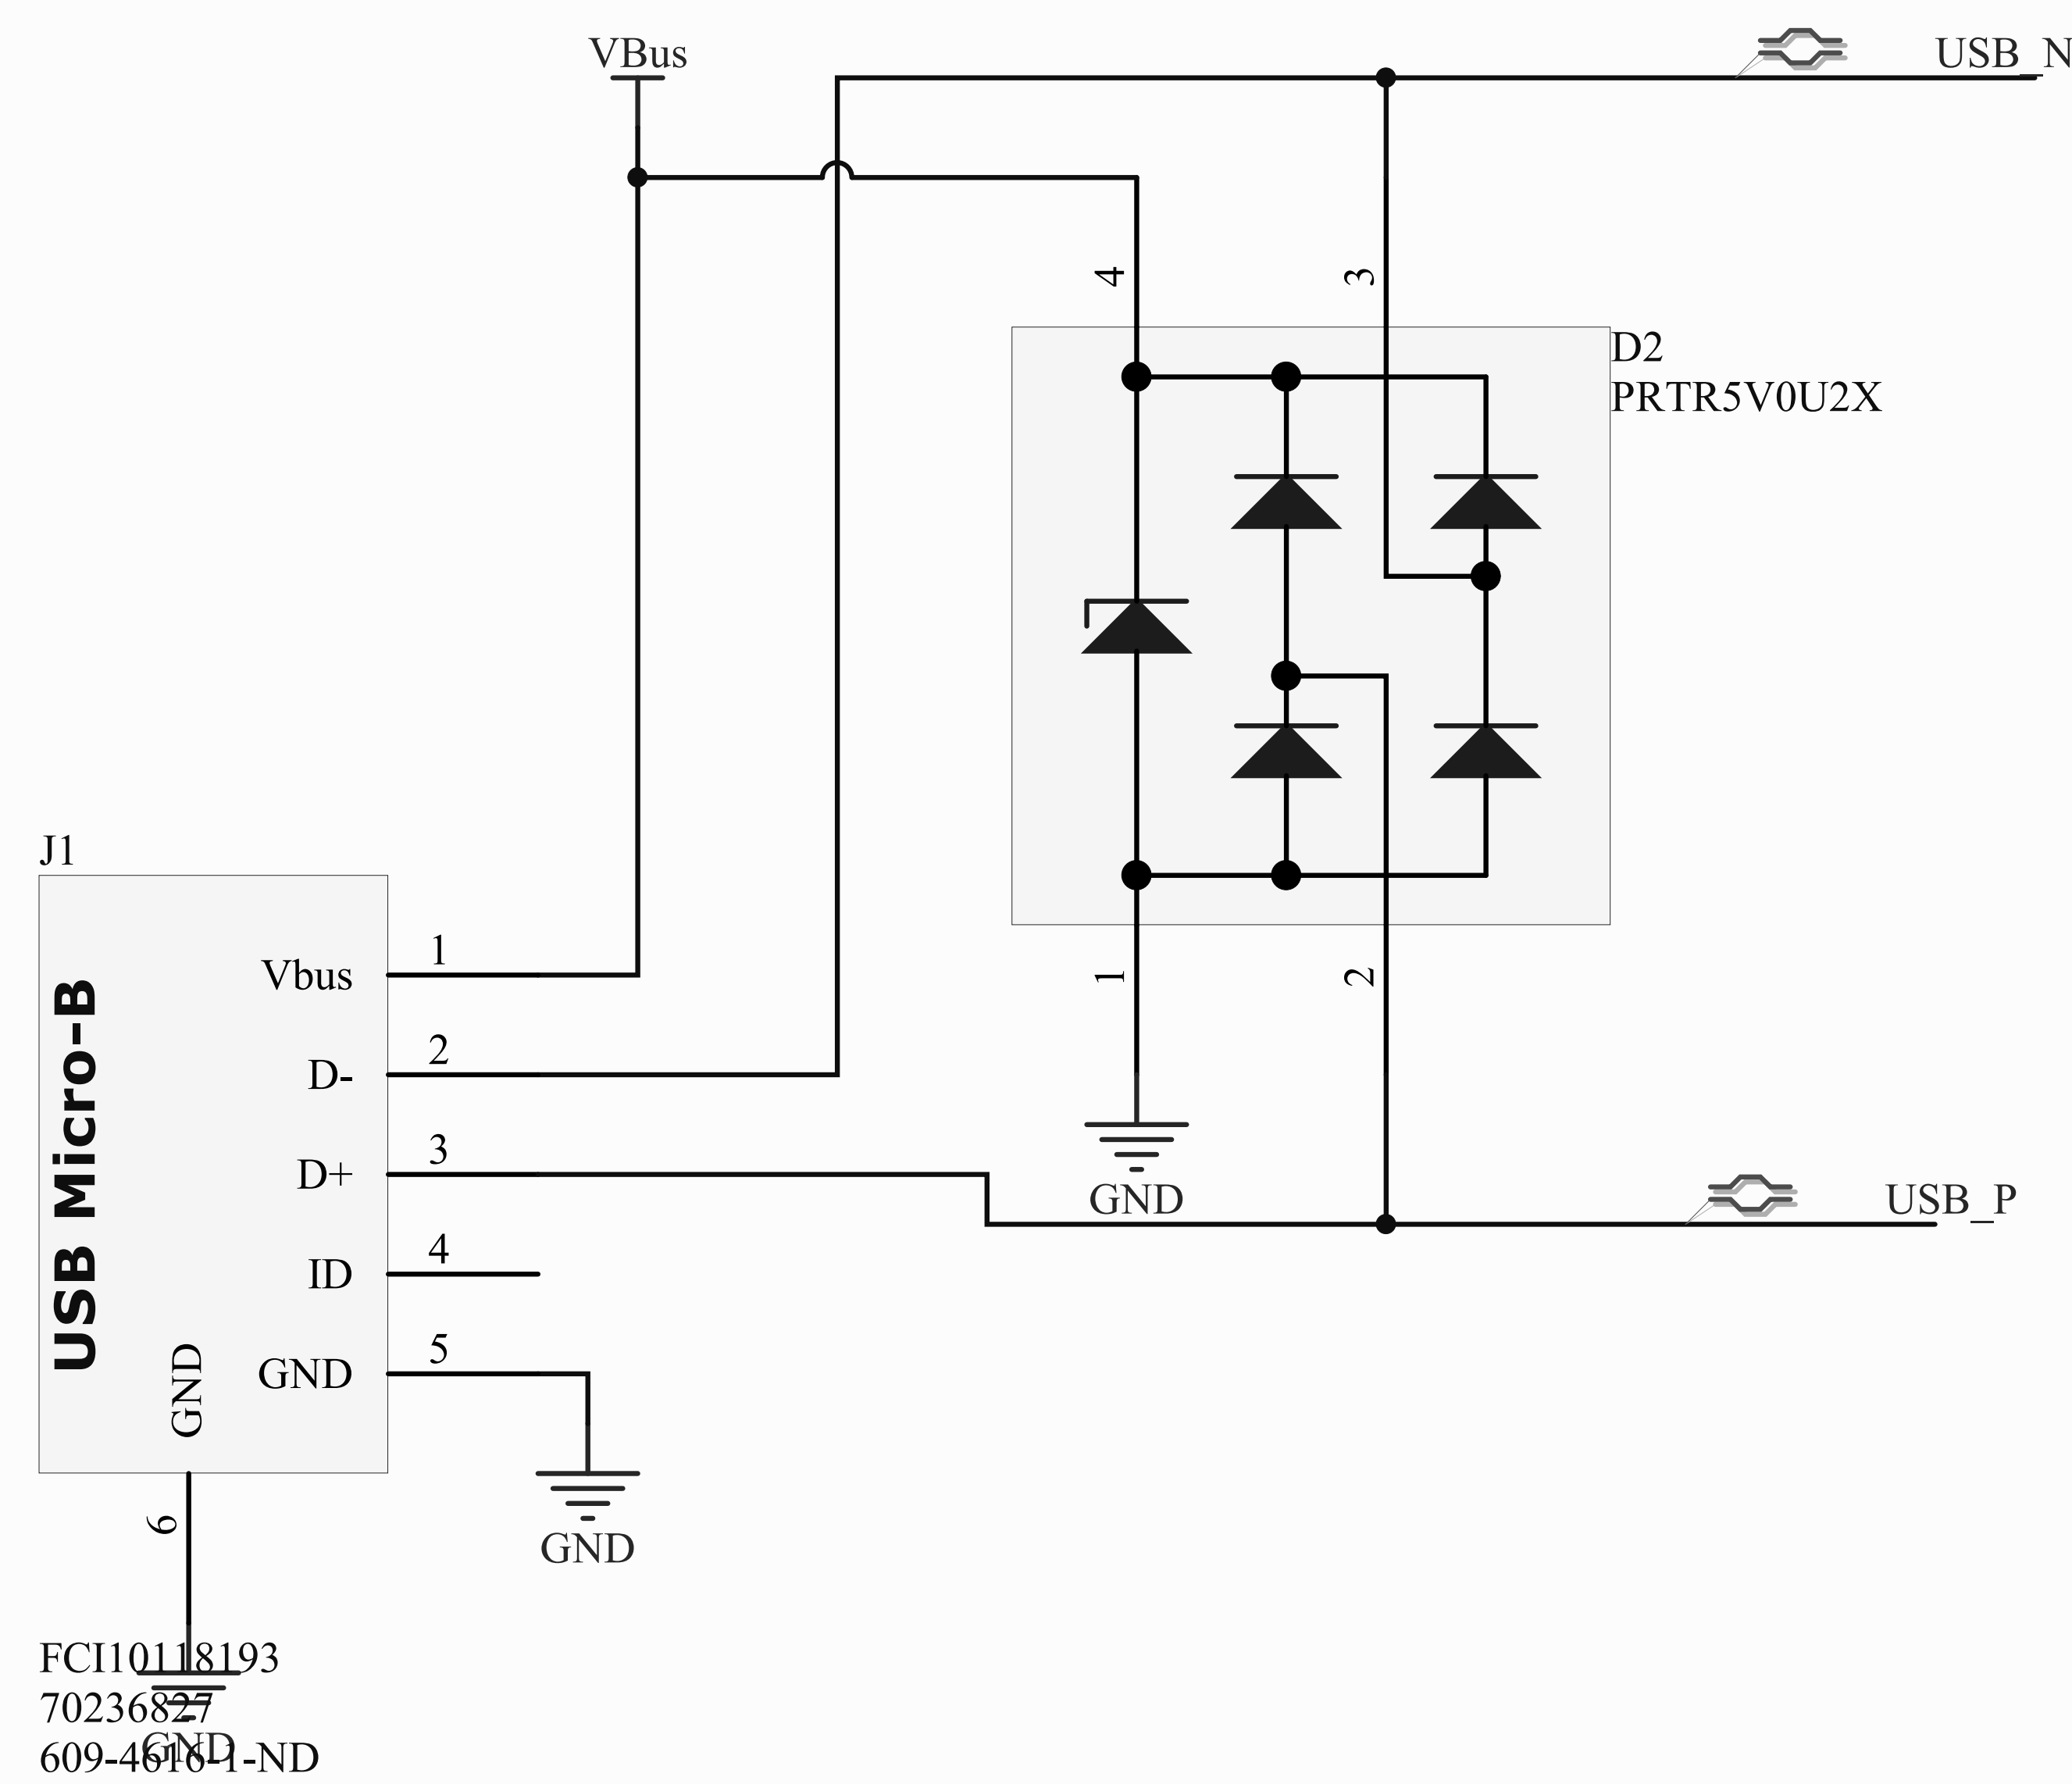 VBus
USB_N
4
3
D2
PRTR5V0U2X
J1
USB Micro-B
Vbus
1
D-
2
D+
3
ID
4
GND
5
GND
6
1
2
GND
USB_P
GND
FCI10118193
70236827
GND
609-4616-1-ND